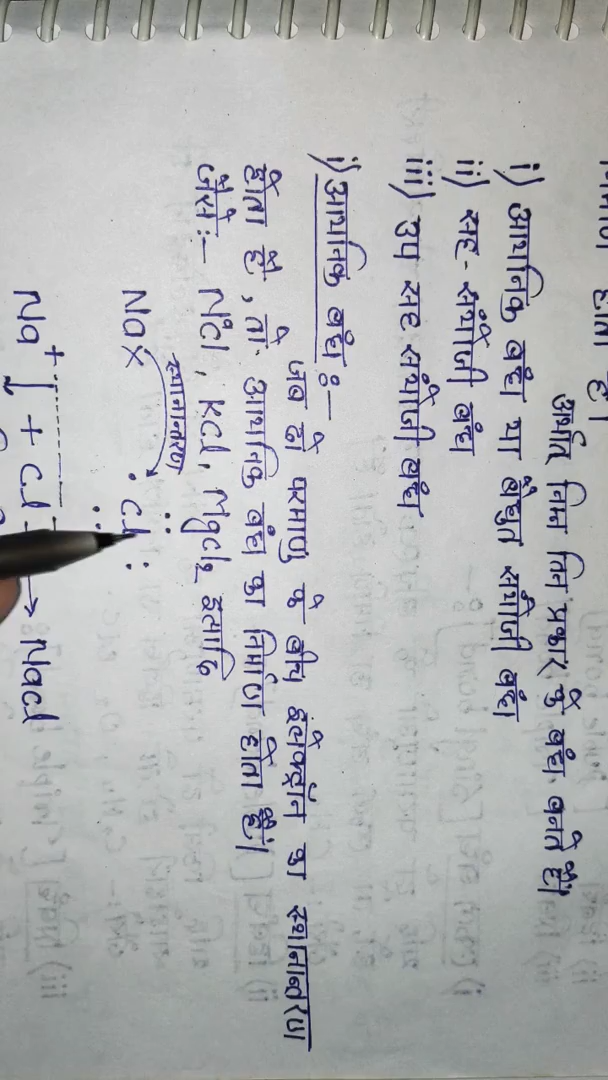 होता है।
अर्थात् निम्न तिन प्रकार के बंध बनते हैं।
i) आयनिक बंध या वैधुत संयोजी बंध
ii) सह-संयोजी बंध
iii) उप सह संयोजी बंध
i) आयनिक बंध :—
जब दो परमाणु के बीच इलेक्ट्रॉन का स्थानान्तरण
होता है, तो आयनिक बंध का निर्माण होता है।
जैसे:— Nacl, Kcl, Mgcl₂ इत्यादि
स्थानान्तरण
Na× .cl:
Na⁺ + cl → Nacl